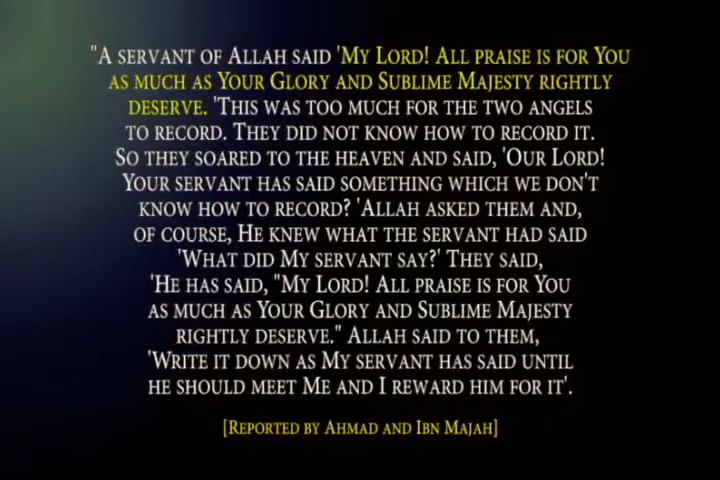 "A servant of Allah said 'My Lord! All praise is for You
as much as Your Glory and Sublime Majesty rightly
deserve. 'This was too much for the two angels
to record. They did not know how to record it.
So they soared to the heaven and said, 'Our Lord!
Your servant has said something which we don't
know how to record? 'Allah asked them and,
of course, He knew what the servant had said
'What did My servant say?' They said,
'He has said, "My Lord! All praise is for You
as much as Your Glory and Sublime Majesty
rightly deserve." Allah said to them,
'Write it down as My servant has said until
he should meet Me and I reward him for it'.
[Reported by Ahmad and Ibn Majah]